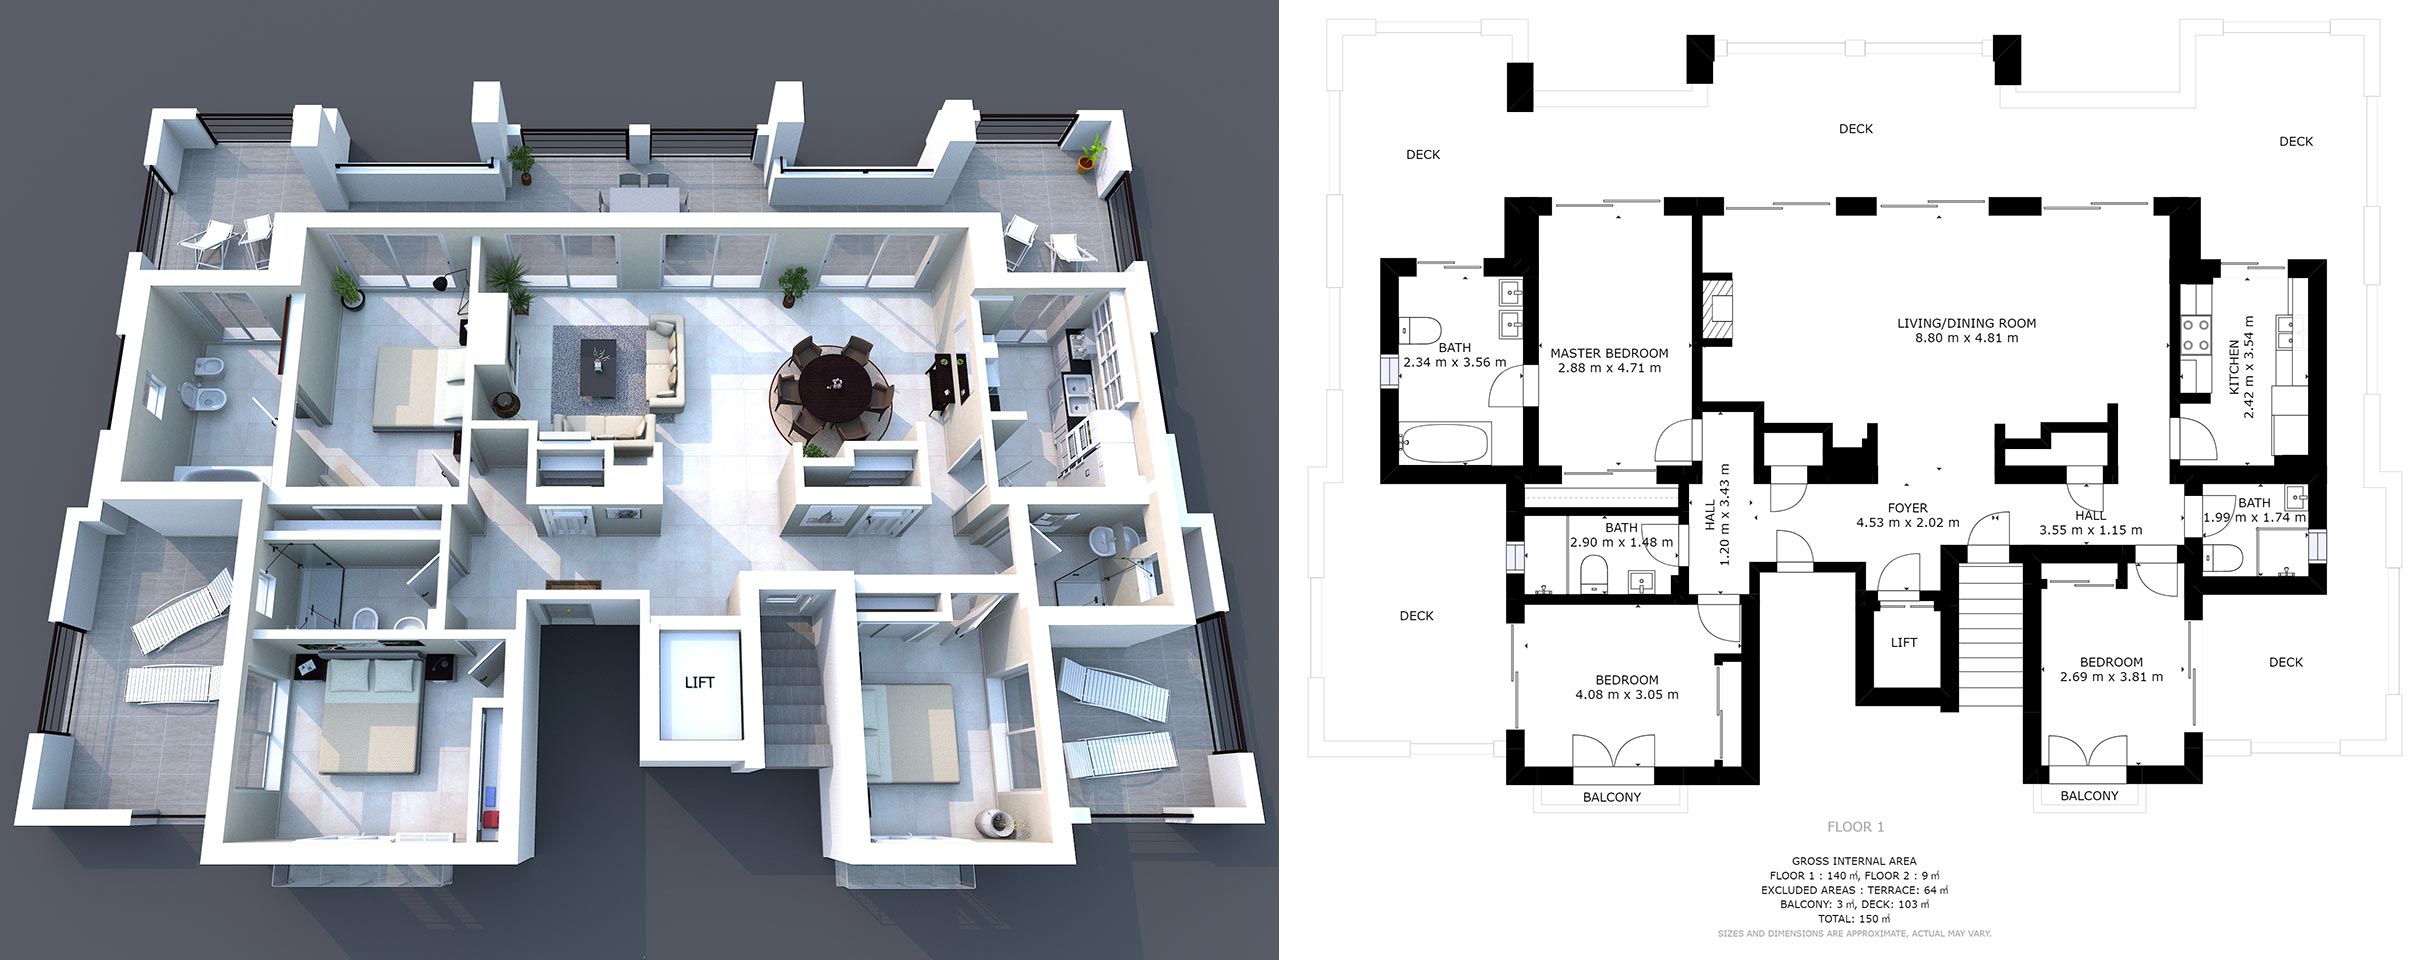 LIFT
DECK
DECK
DECK
LIVING/DINING ROOM
8.80 m x 4.81 m
BATH
2.34 m x 3.56 m
MASTER BEDROOM
2.88 m x 4.71 m
KITCHEN
2.42 m x 3.54 m
HALL
1.20 m x 3.43 m
FOYER
4.53 m x 2.02 m
HALL
3.55 m x 1.15 m
BATH
1.99 m x 1.74 m
BATH
2.90 m x 1.48 m
DECK
LIFT
BEDROOM
4.08 m x 3.05 m
BEDROOM
2.69 m x 3.81 m
DECK
BALCONY
BALCONY
FLOOR 1
GROSS INTERNAL AREA
FLOOR 1 : 140 ㎡, FLOOR 2 : 9 ㎡
EXCLUDED AREAS : TERRACE: 64 ㎡
BALCONY: 3 ㎡, DECK: 103 ㎡
TOTAL: 150 ㎡
SIZES AND DIMENSIONS ARE APPROXIMATE, ACTUAL MAY VARY.